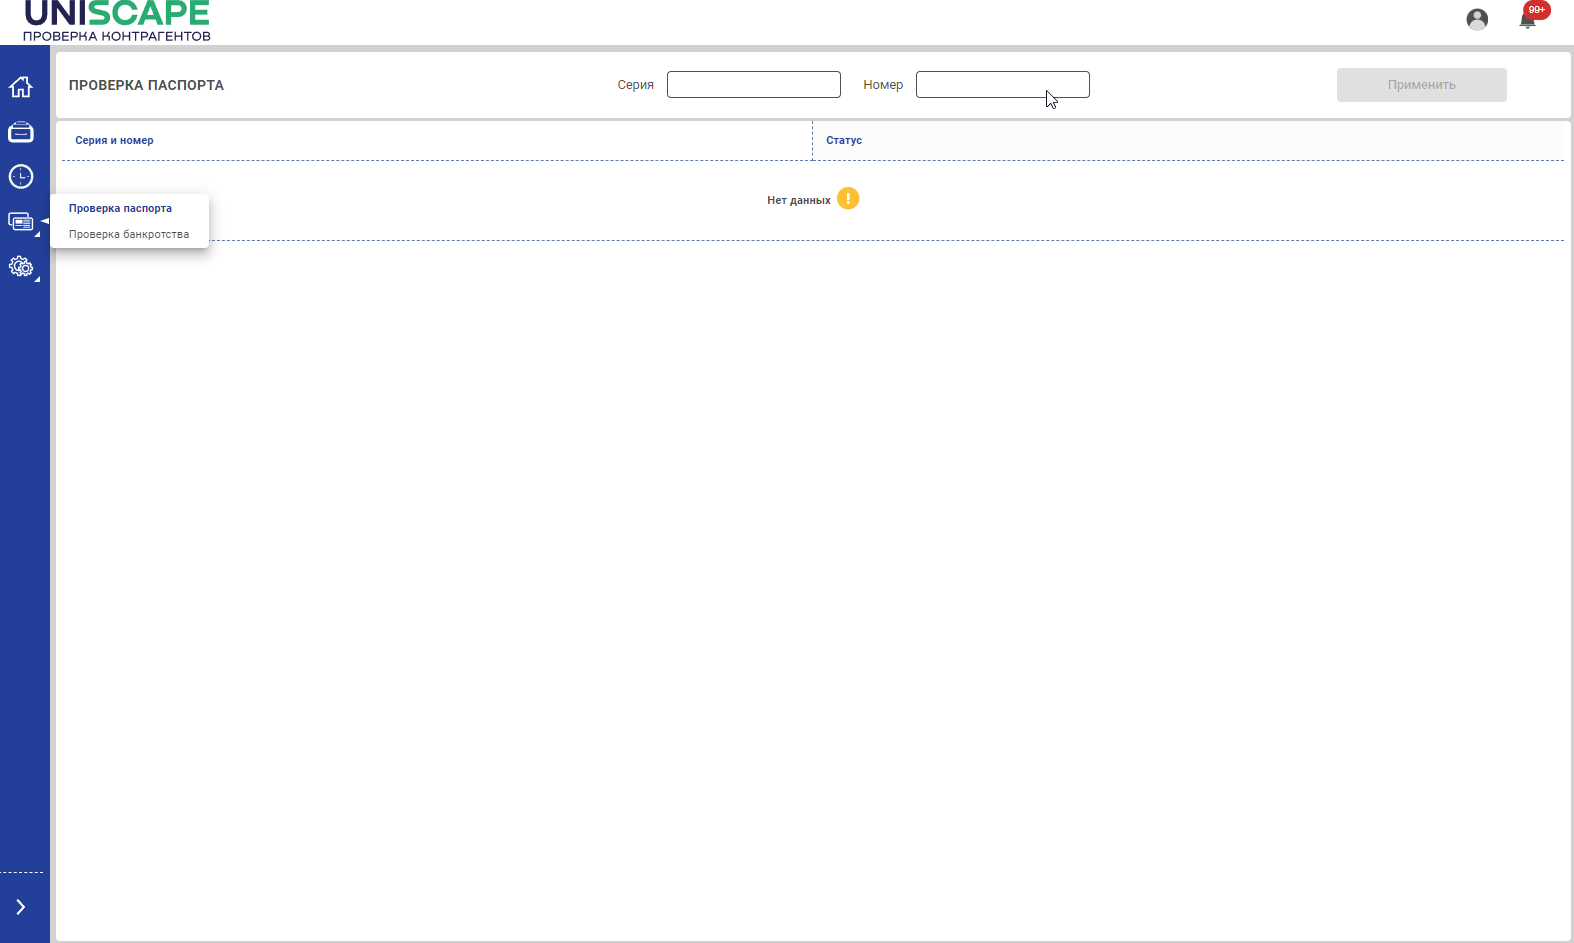 UNISCAPE
ПРОВЕРКА КОНТРАГЕНТОВ
99+
ПРОВЕРКА ПАСПОРТА
Серия
Номер
Применить
Серия и номер
Статус
Нет данных
Проверка паспорта
Проверка банкротства